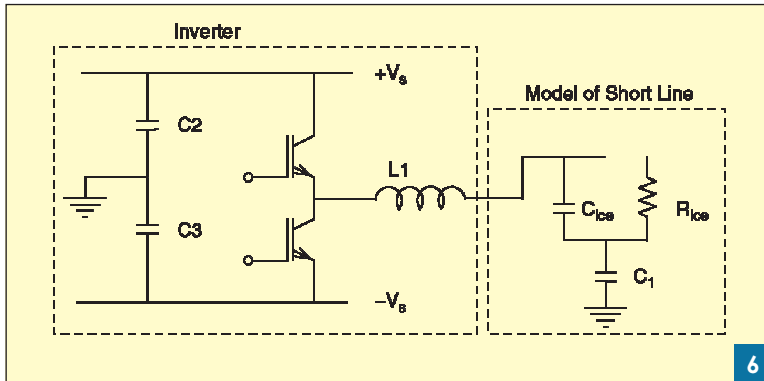 Inverter
+Vs
Model of Short Line
C2
L1
Cice
Rice
C3
C1
–Vs
6